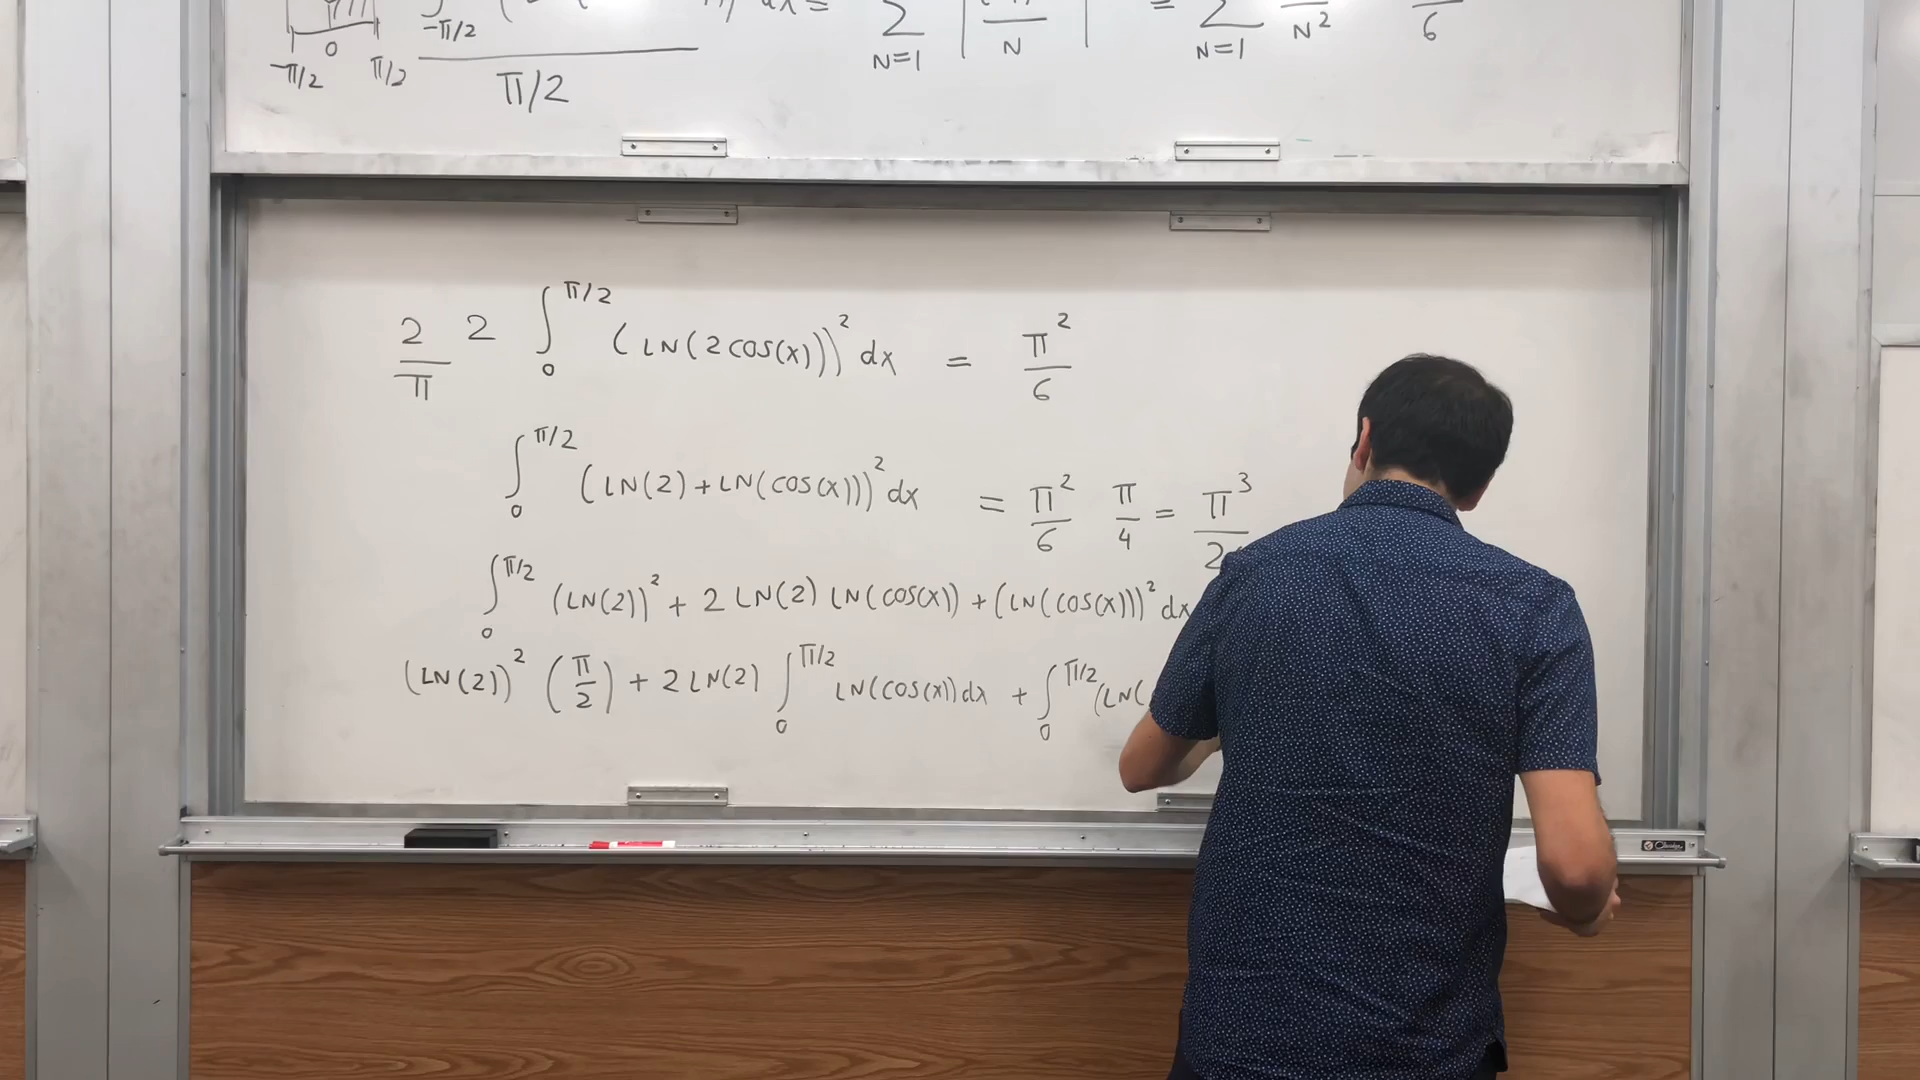 -π/2 0 π/2
-π/2
π/2
dx = Σ N=1 N = Σ N=1 N² 6
2/π 2 ∫₀^π/2 (LN(2cos(x)))² dx = π²/6
∫₀^π/2 (LN(2)+LN(cos(x)))² dx = π²/6 π/4 = π³/2
∫₀^π/2 (LN(2))² + 2 LN(2) LN(cos(x)) + (LN(cos(x)))² dx
(LN(2))² (π/2) + 2 LN(2) ∫₀^π/2 LN(cos(x)) dx + ∫₀^π/2 (LN(